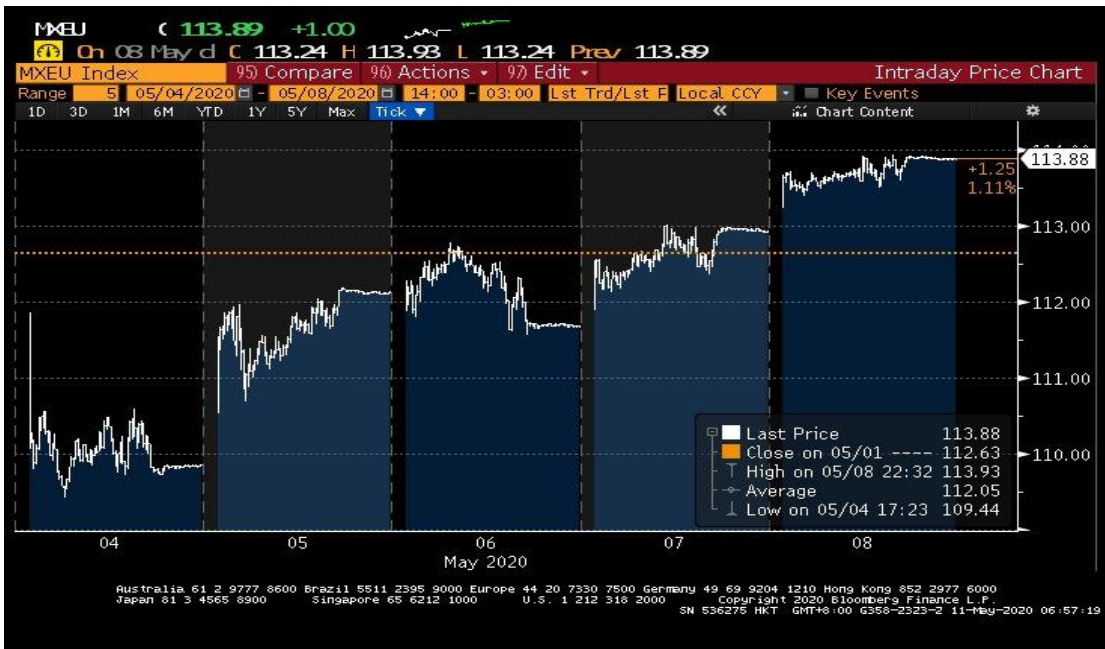 MXEU C 113.89 +1.00
On 08 May d C 113.24 H 113.93 L 113.24 Prev 113.89
MXEU Index 95) Compare 96) Actions 97) Edit Intraday Price Chart
Range 5 05/04/2020 - 05/08/2020 14:00 - 03:00 Lst Trd/Lst F Local CCY Key Events
1D 3D 1M 6M YTD 1Y 5Y Max Tick ▼ « Chart Content
113.88
+1.25
1.11%
113.00
112.00
111.00
110.00
Last Price 113.88
Close on 05/01 ---- 112.63
High on 05/08 22:32 113.93
Average 112.05
Low on 05/04 17:23 109.44
04 05 06 07 08
May 2020
Australia 61 2 9777 8600 Brazil 5511 2395 9000 Europe 44 20 7330 7500 Germany 49 69 9204 1210 Hong Kong 852 2977 6000
Japan 81 3 4565 8900 Singapore 65 6212 1000 U.S. 1 212 318 2000 Copyright 2020 Bloomberg Finance L.P.
SN 536275 HKT GMT+8:00 G358-2323-2 11-May-2020 06:57:19